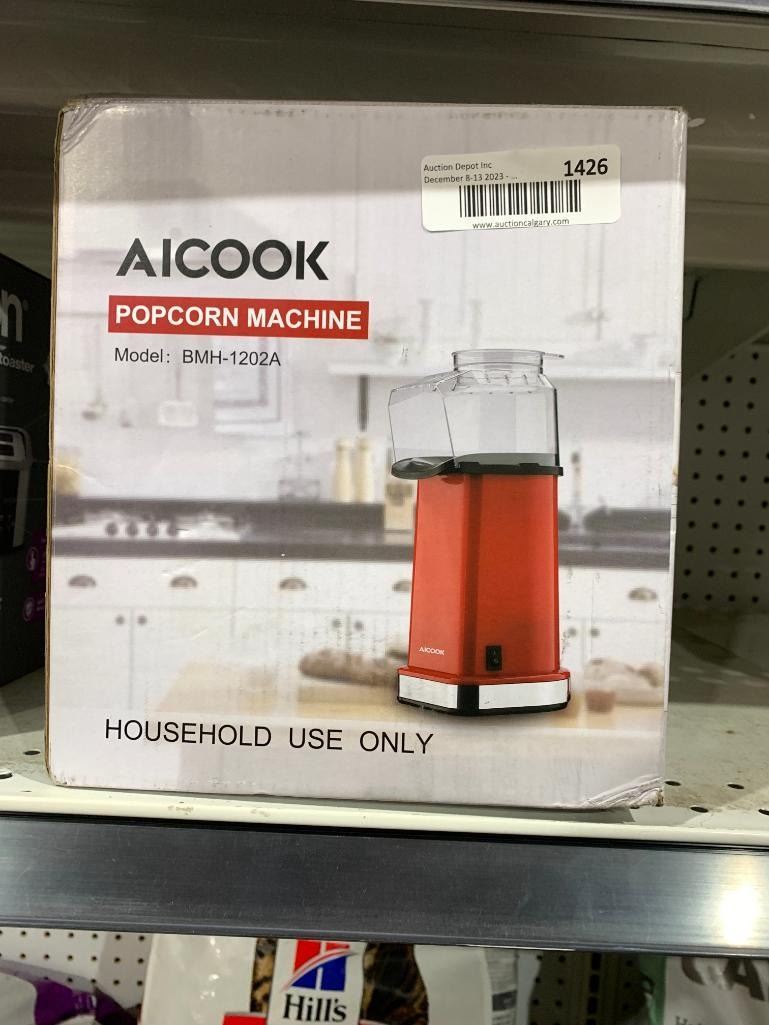 Auction Depot Inc
December 8-13 2023 - ...
1426
www.auctioncalgary.com
AICOOK
POPCORN MACHINE
Model: BMH-1202A
n
toaster
AICOOK
HOUSEHOLD USE ONLY
Hill's